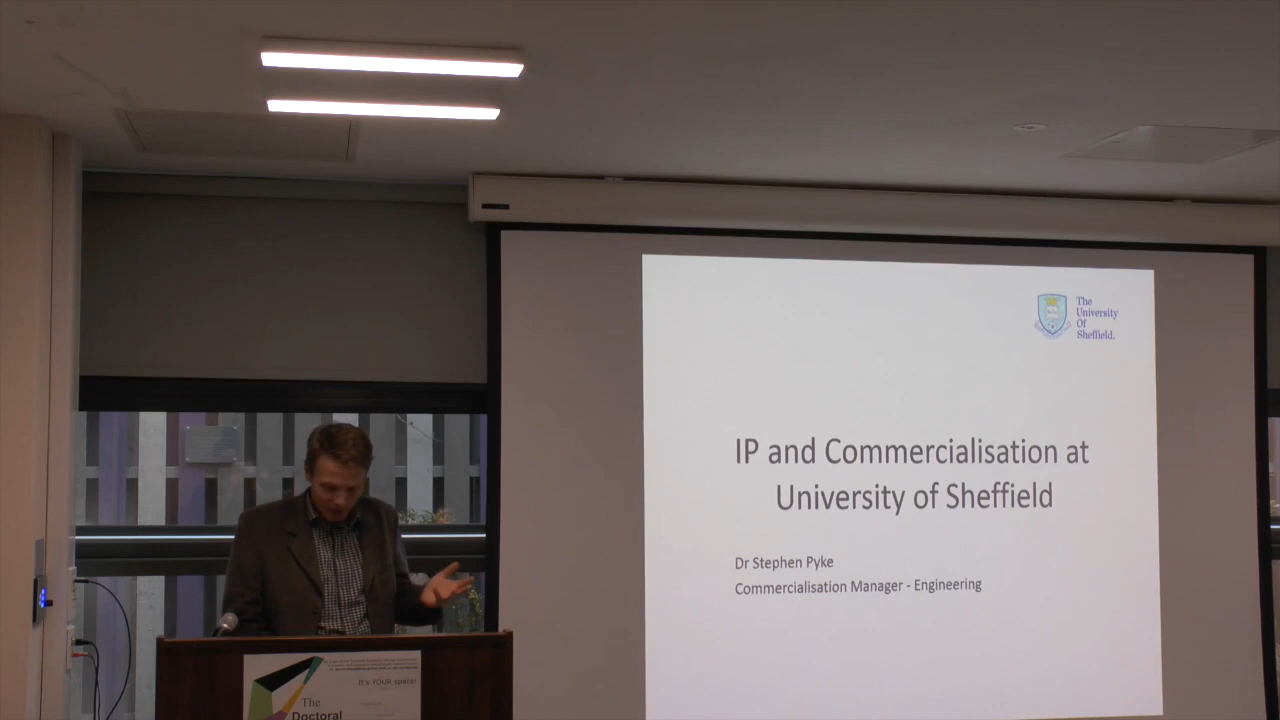 The
University
Of
Sheffield.
IP and Commercialisation at
University of Sheffield
Dr Stephen Pyke
Commercialisation Manager - Engineering
It's YOUR space!
The
Doctoral